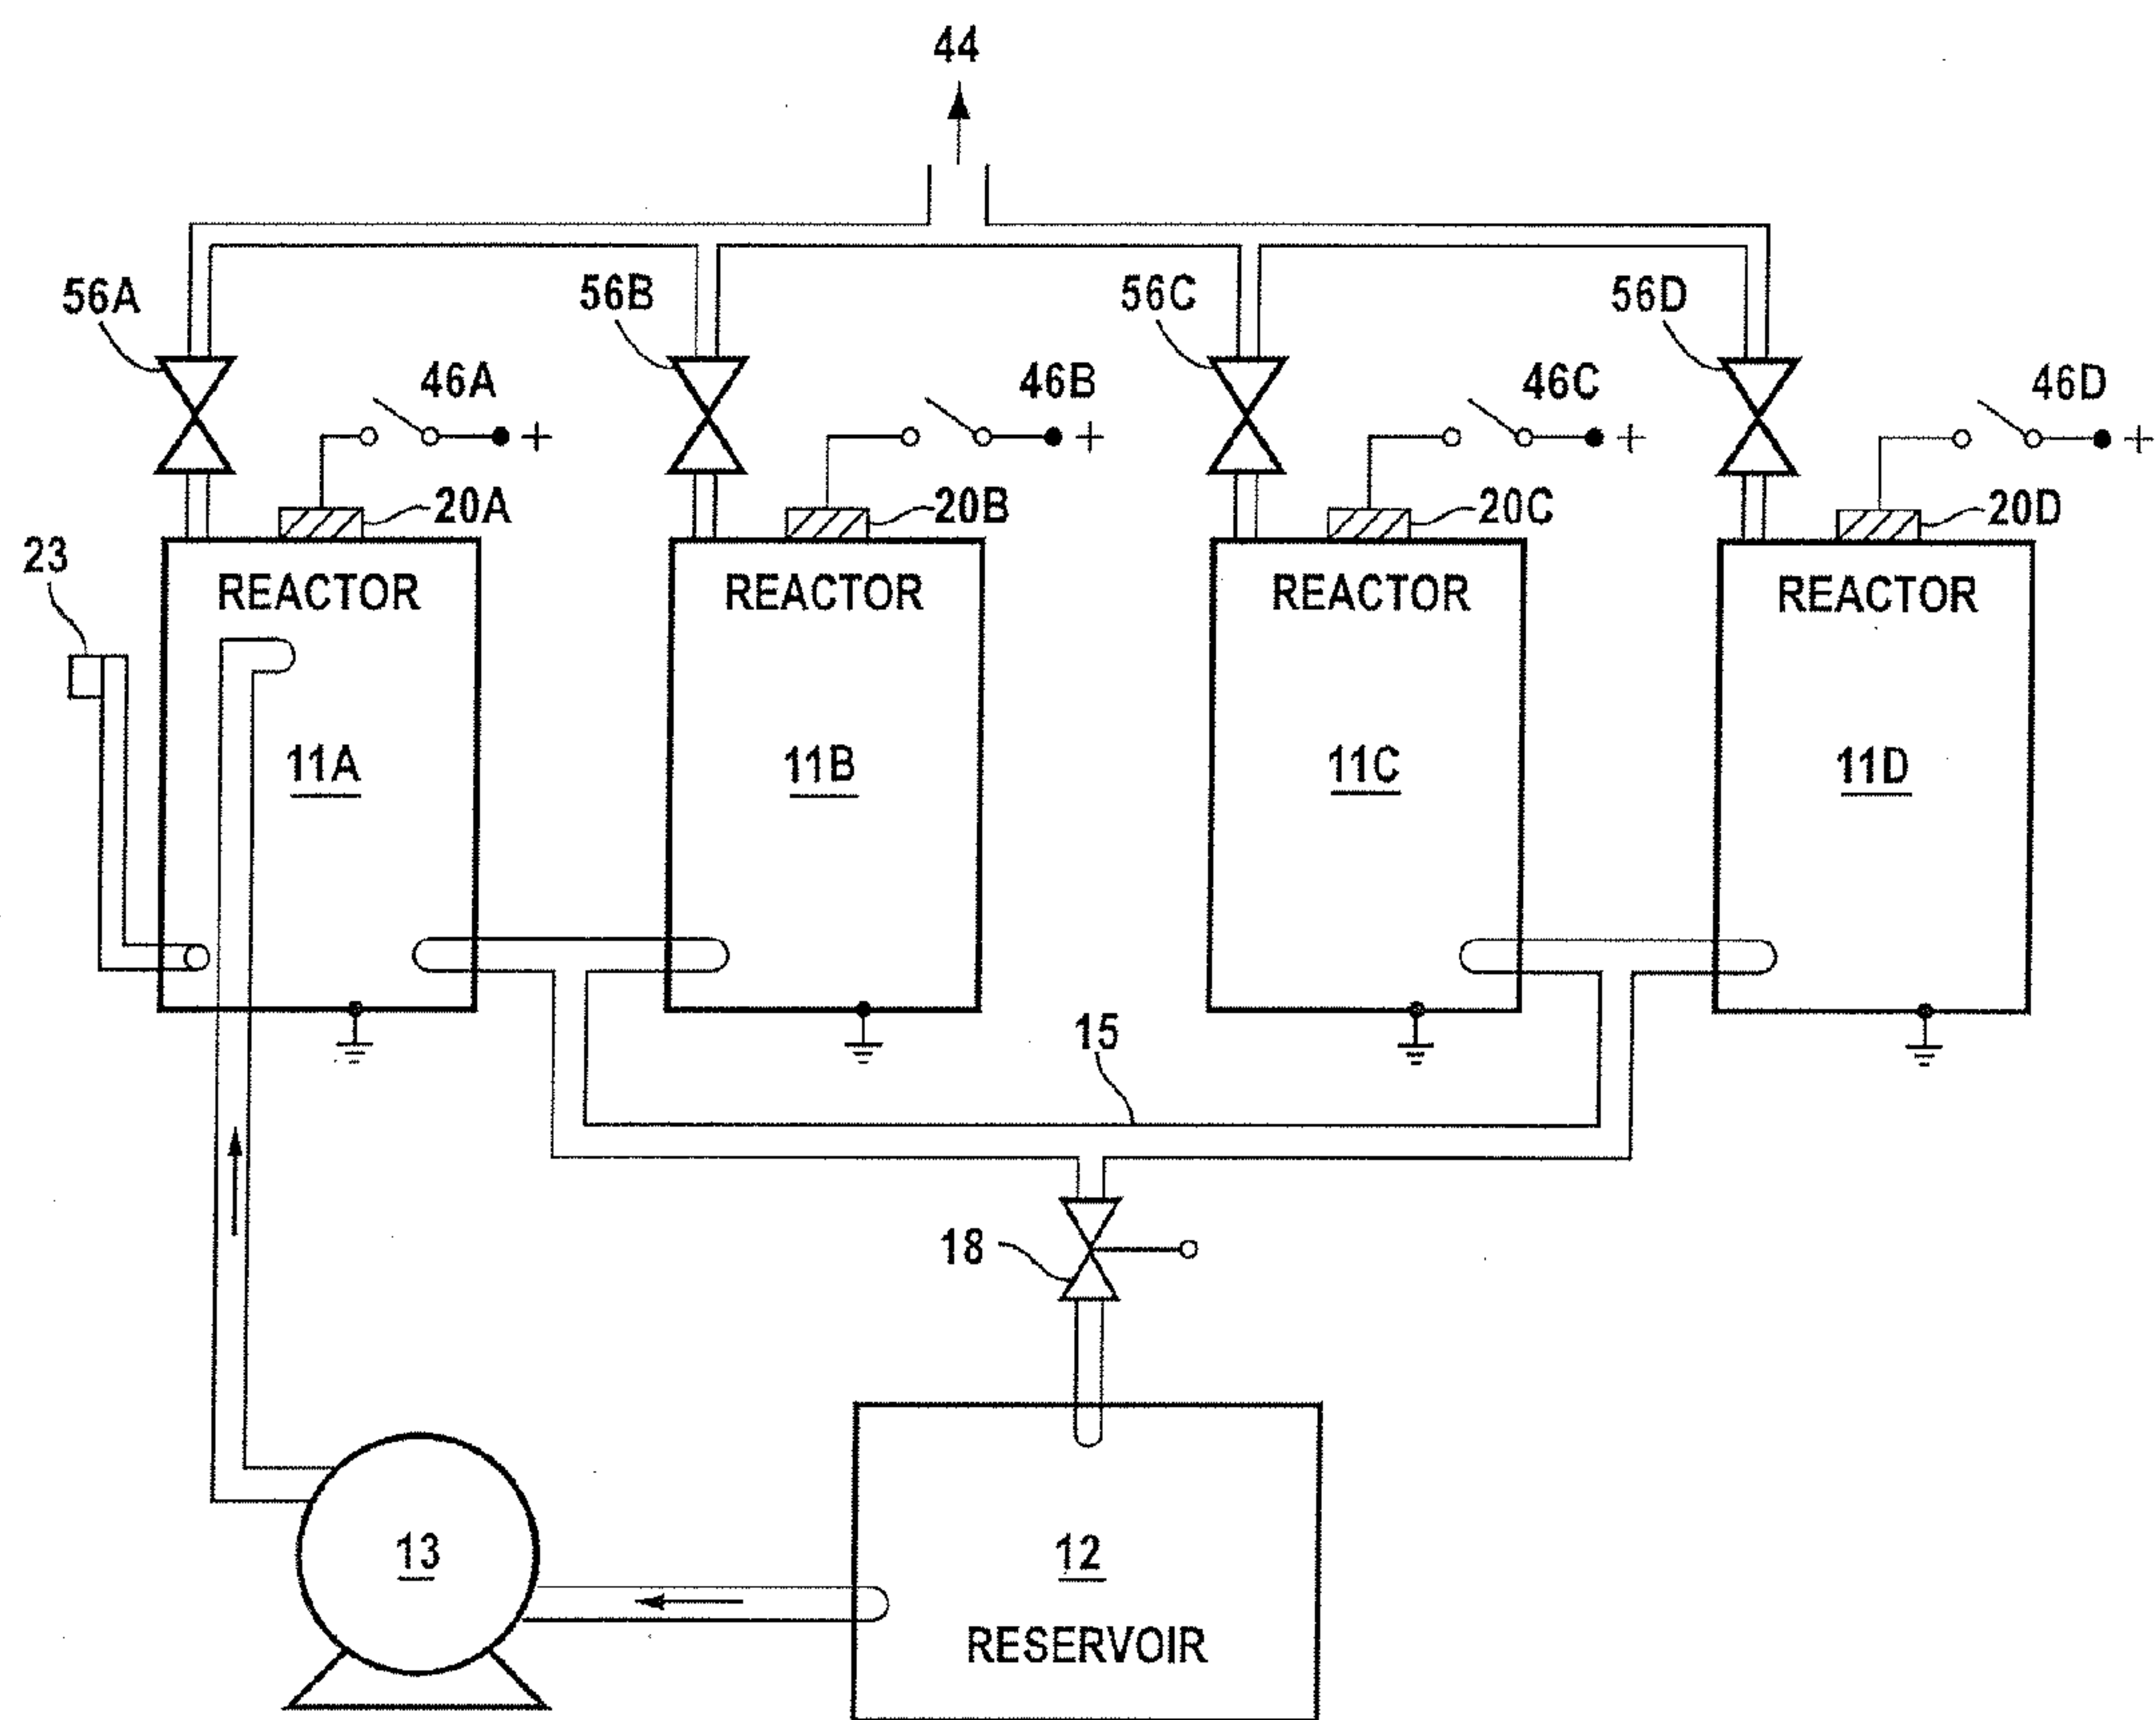 44
56A
56B
56C
56D
46A
46B
46C
46D
+
+
+
+
20A
20B
20C
20D
23
REACTOR
REACTOR
REACTOR
REACTOR
11A
11B
11C
11D
15
18
13
12
RESERVOIR